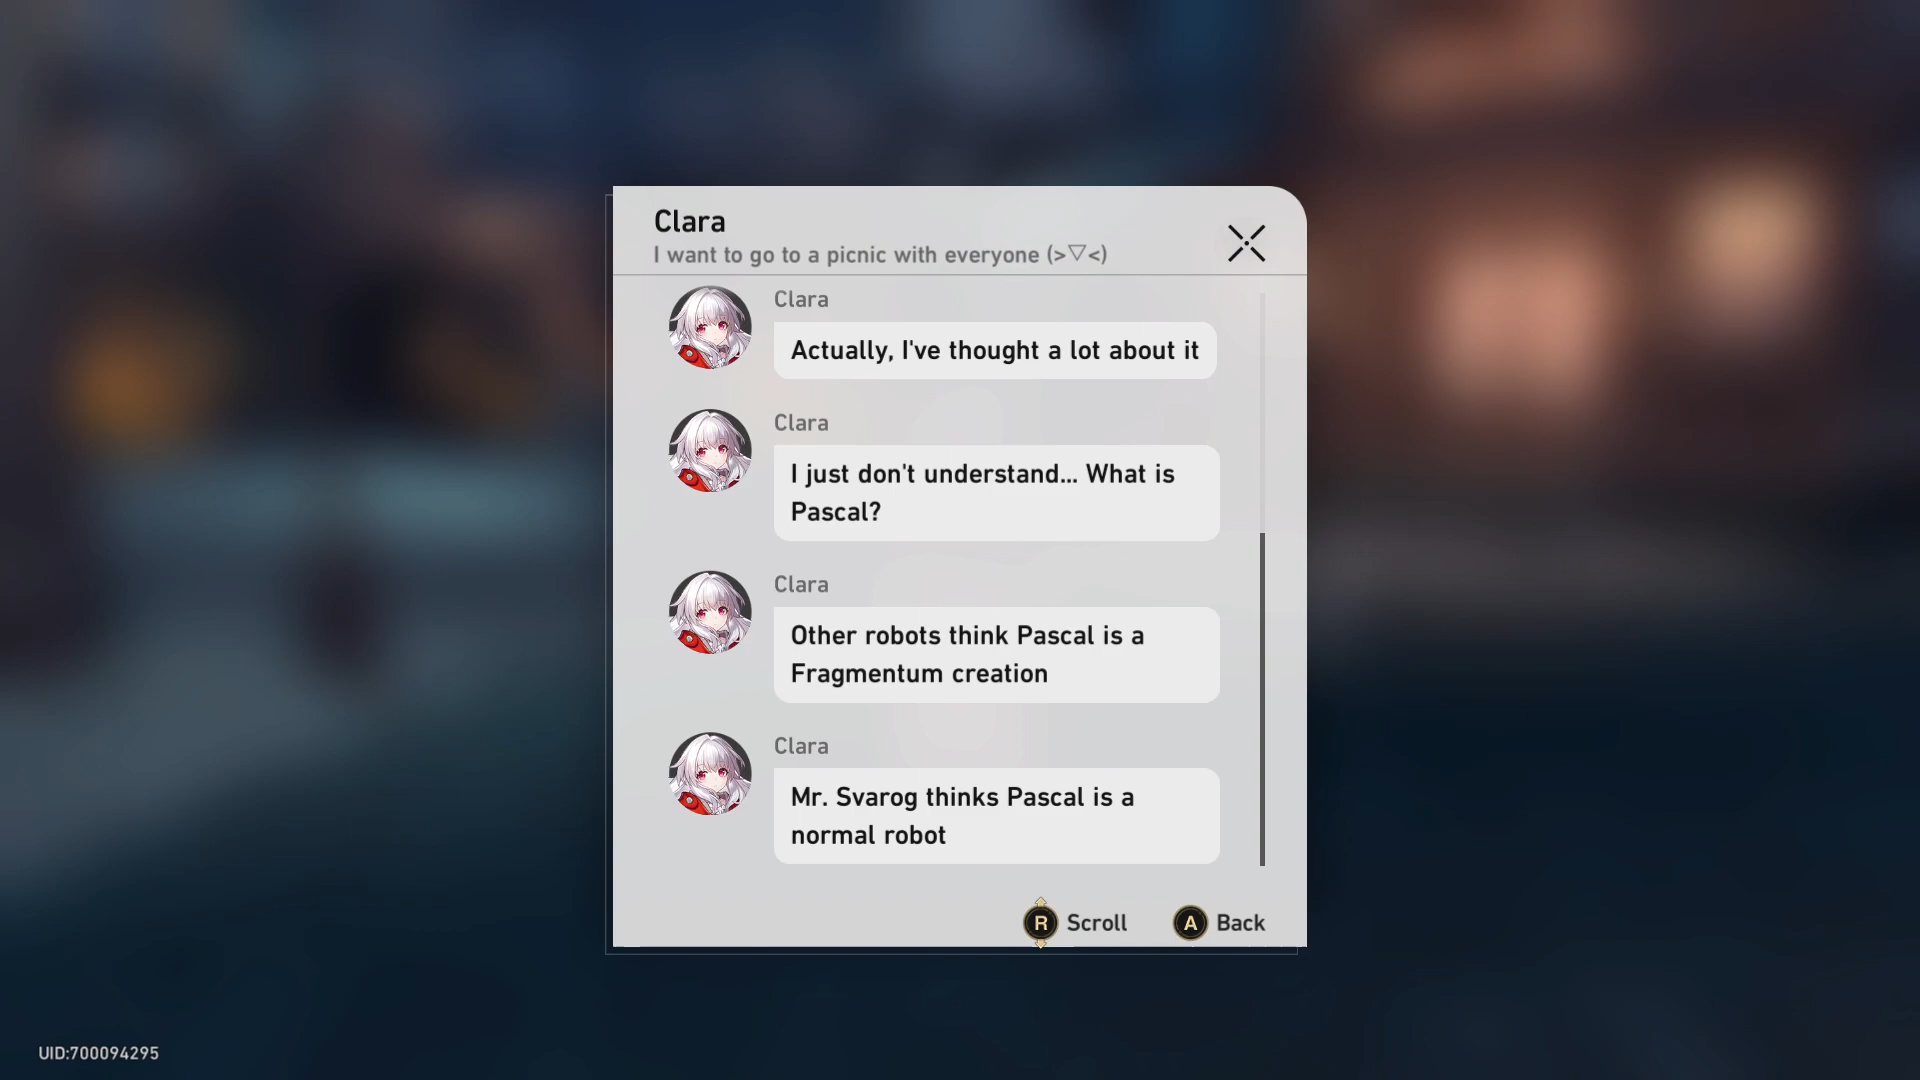 Clara
I want to go to a picnic with everyone (>▽<)
Clara
Actually, I've thought a lot about it
Clara
I just don't understand... What is
Pascal?
Clara
Other robots think Pascal is a
Fragmentum creation
Clara
Mr. Svarog thinks Pascal is a
normal robot
R Scroll
A Back
UID:700094295